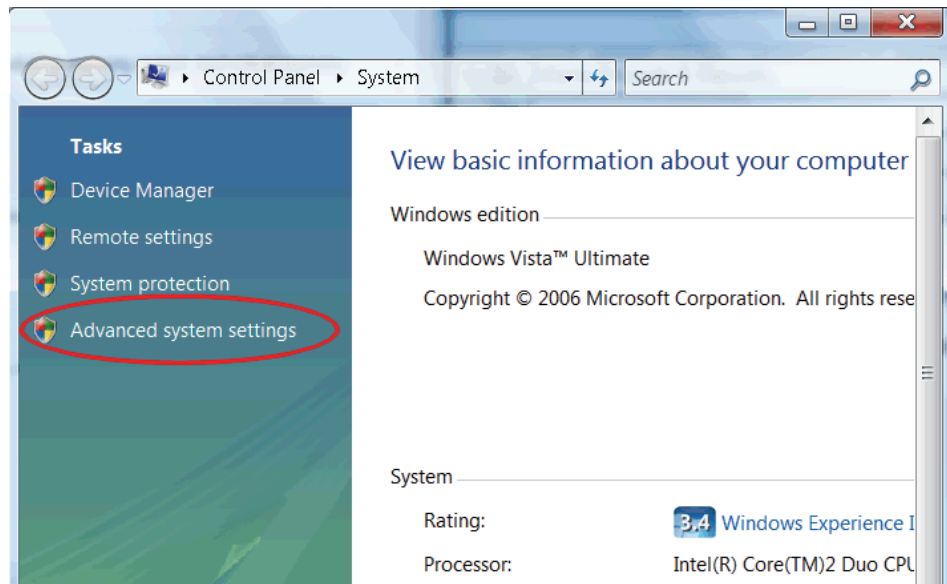 Control Panel System
Search
Tasks
Device Manager
Remote settings
System protection
Advanced system settings
View basic information about your computer
Windows edition
Windows Vista™ Ultimate
Copyright © 2006 Microsoft Corporation. All rights rese
System
Rating:
3.4 Windows Experience I
Processor:
Intel(R) Core(TM)2 Duo CPU